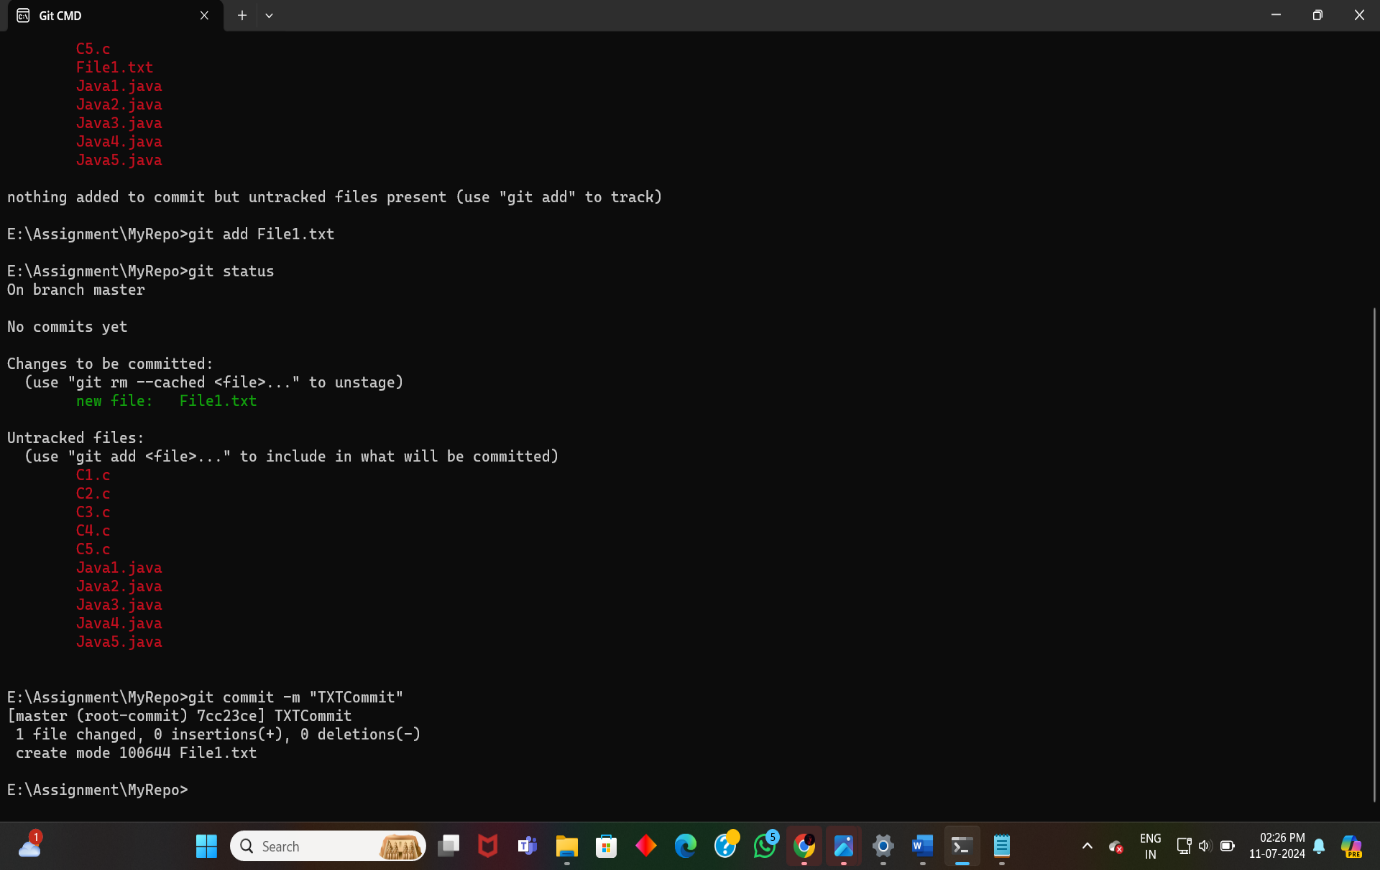 Git CMD
C5.c
File1.txt
Java1.java
Java2.java
Java3.java
Java4.java
Java5.java
nothing added to commit but untracked files present (use "git add" to track)
E:\Assignment\MyRepo>git add File1.txt
E:\Assignment\MyRepo>git status
On branch master
No commits yet
Changes to be committed:
(use "git rm --cached <file>..." to unstage)
new file:   File1.txt
Untracked files:
(use "git add <file>..." to include in what will be committed)
C1.c
C2.c
C3.c
C4.c
C5.c
Java1.java
Java2.java
Java3.java
Java4.java
Java5.java
E:\Assignment\MyRepo>git commit -m "TXTCommit"
[master (root-commit) 7cc23ce] TXTCommit
1 file changed, 0 insertions(+), 0 deletions(-)
create mode 100644 File1.txt
E:\Assignment\MyRepo>
1
Search
5
ENG
IN
02:26 PM
11-07-2024
PRE